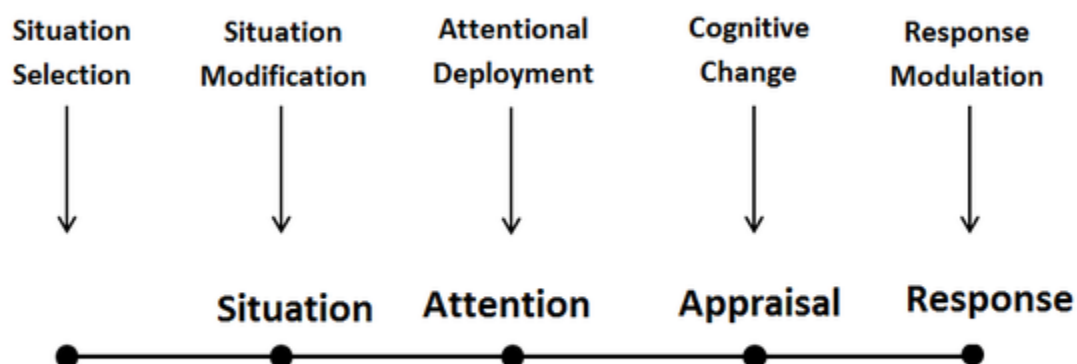 Situation
Selection
Situation
Modification
Attentional
Deployment
Cognitive
Change
Response
Modulation
Situation
Attention
Appraisal
Response